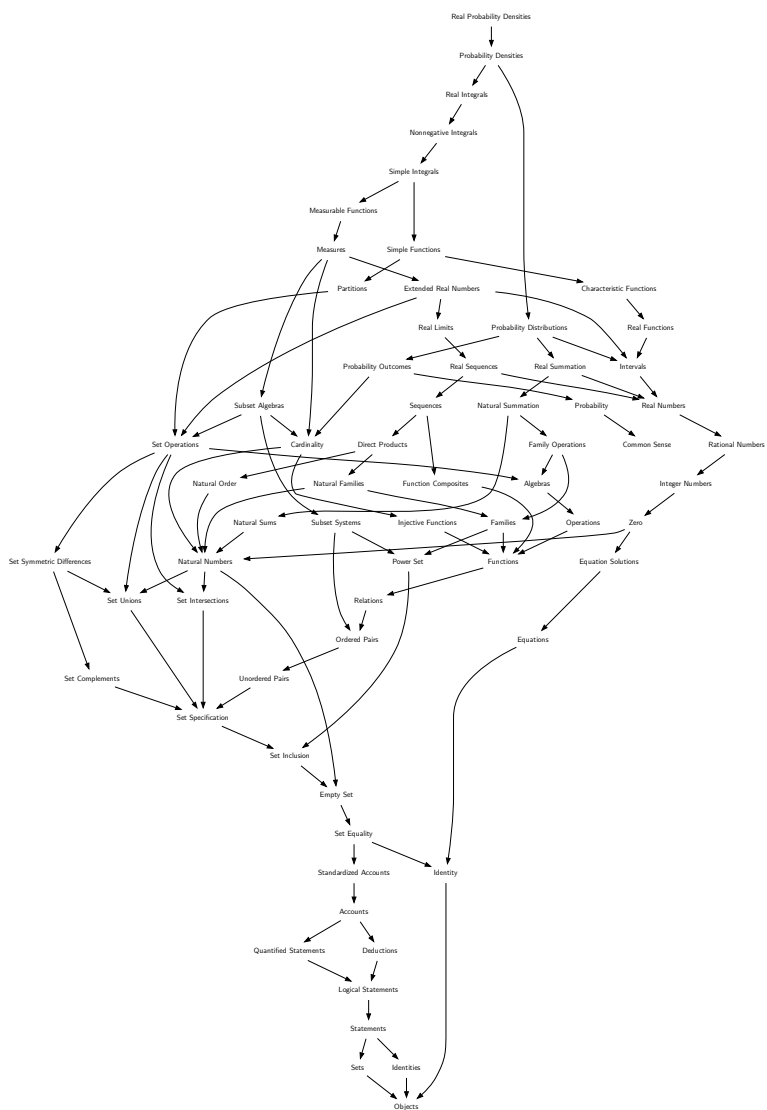 Real Probability Densities
Probability Densities
Real Integrals
Nonnegative Integrals
Simple Integrals
Measurable Functions
Measures
Simple Functions
Partitions
Extended Real Numbers
Characteristic Functions
Real Limits
Probability Distributions
Real Functions
Probability Outcomes
Real Sequences
Real Summation
Intervals
Subset Algebras
Sequences
Natural Summation
Probability
Real Numbers
Set Operations
Cardinality
Direct Products
Family Operations
Common Sense
Rational Numbers
Natural Order
Natural Families
Function Composites
Algebras
Integer Numbers
Natural Sums
Subset Systems
Injective Functions
Families
Operations
Zero
Set Symmetric Differences
Natural Numbers
Power Set
Functions
Equation Solutions
Set Unions
Set Intersections
Relations
Ordered Pairs
Equations
Set Complements
Unordered Pairs
Set Specification
Set Inclusion
Empty Set
Set Equality
Standardized Accounts
Identity
Accounts
Quantified Statements
Deductions
Logical Statements
Statements
Sets
Identities
Objects